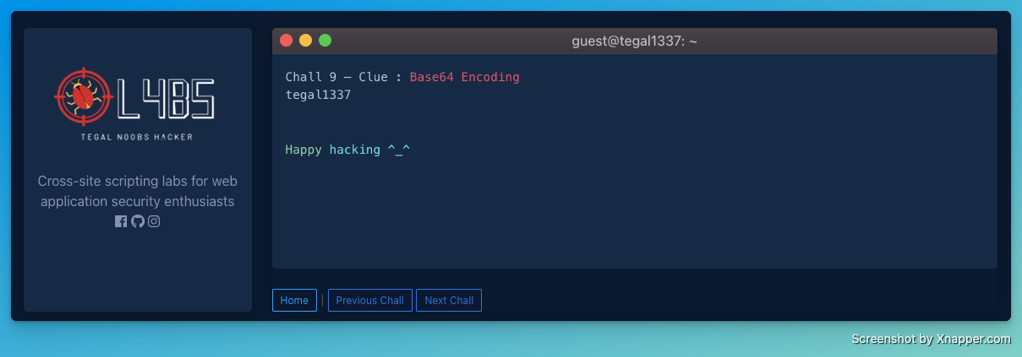 L4B5
TEGAL NOOBS HACKER
Cross-site scripting labs for web
application security enthusiasts
guest@tegal1337: ~
Chall 9 – Clue : Base64 Encoding
tegal1337
Happy hacking ^_^
Home | Previous Chall Next Chall
Screenshot by Xnapper.com